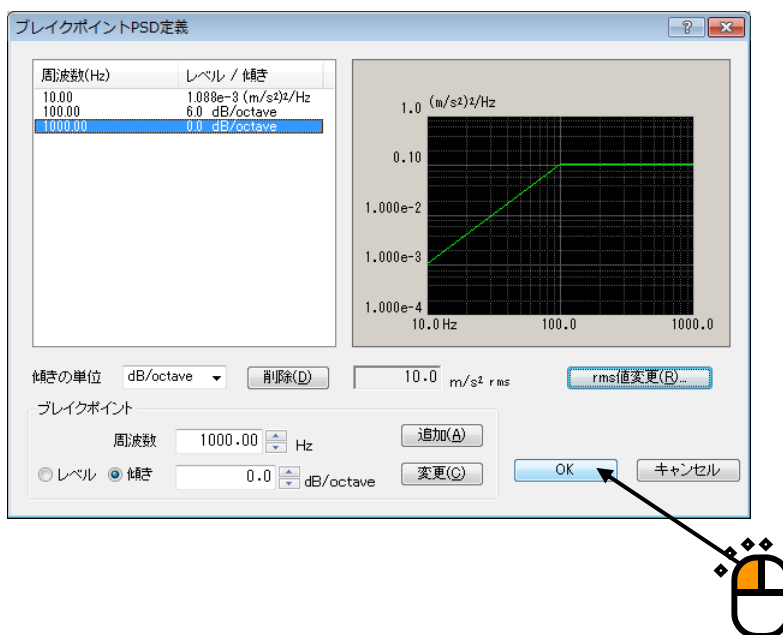 ブレイクポイントPSD定義
周波数(Hz) レベル / 傾き
10.00 1.088e-3 (m/s2)2/Hz
100.00 6.0 dB/octave
1000.00 0.0 dB/octave
1.0 (m/s2)2/Hz
0.10
1.000e-2
1.000e-3
1.000e-4
10.0 Hz 100.0 1000.0
傾きの単位 dB/octave 削除(D) 10.0 m/s2 rms rms値変更(R)...
ブレイクポイント
周波数 1000.00 Hz 追加(A)
レベル 傾き 0.0 dB/octave 変更(C) OK キャンセル